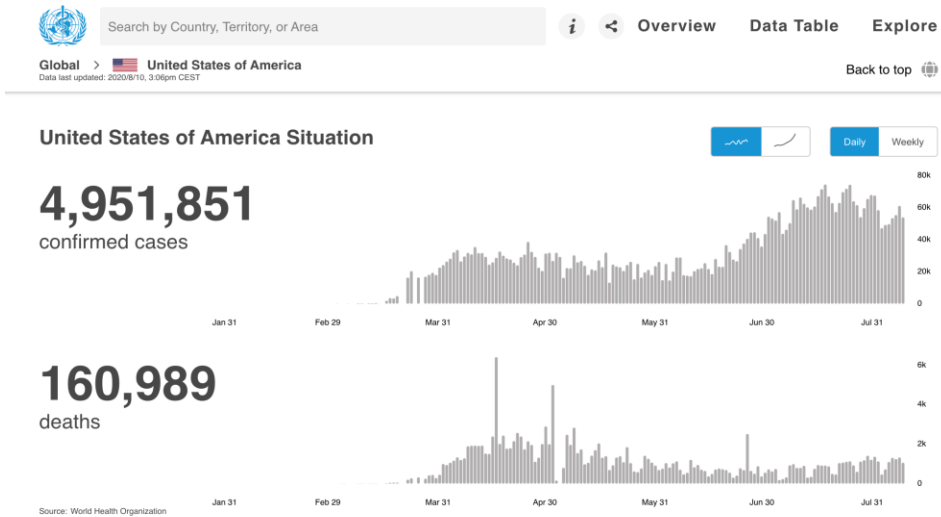 Search by Country, Territory, or Area
i
Overview
Data Table
Explore
Global > United States of America
Data last updated: 2020/8/10, 3:06pm CEST
Back to top
United States of America Situation
Daily
Weekly
4,951,851
confirmed cases
80k
60k
40k
20k
0
Jan 31
Feb 29
Mar 31
Apr 30
May 31
Jun 30
Jul 31
160,989
deaths
6k
4k
2k
0
Jan 31
Feb 29
Mar 31
Apr 30
May 31
Jun 30
Jul 31
Source: World Health Organization